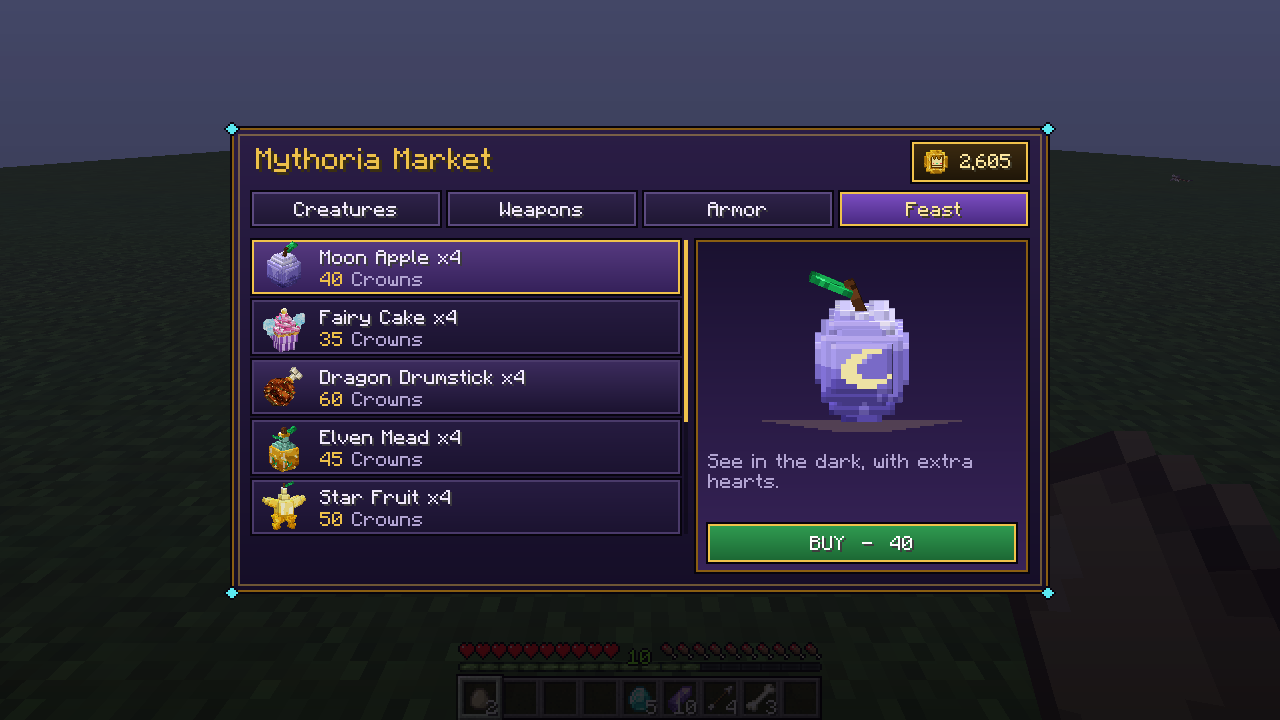 Mythoria Market
2,605
Creatures
Weapons
Armor
Feast
Moon Apple x4
40 Crowns
Fairy Cake x4
35 Crowns
Dragon Drumstick x4
60 Crowns
Elven Mead x4
45 Crowns
Star Fruit x4
50 Crowns
See in the dark, with extra
hearts.
BUY - 40
10
2
5
10
4
3